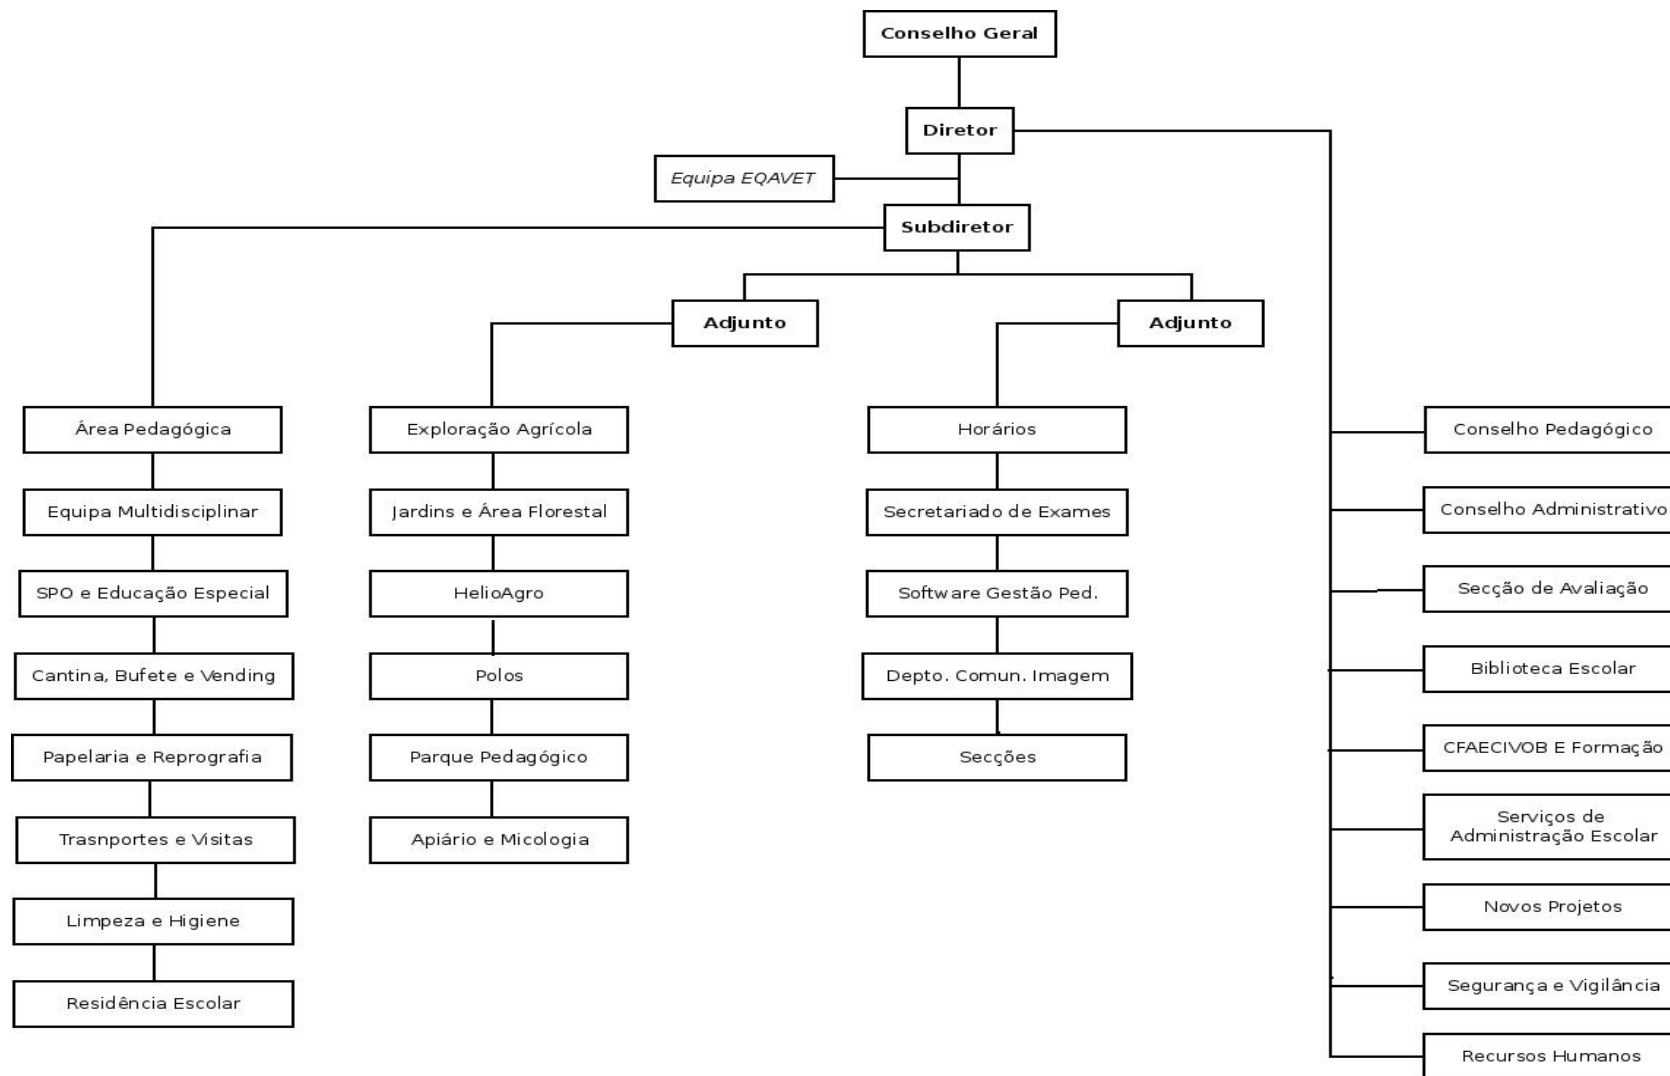 Conselho Geral
Diretor
Equipa EQAVET
Subdiretor
Adjunto
Adjunto
Área Pedagógica
Equipa Multidisciplinar
SPO e Educação Especial
Cantina, Bufete e Vending
Papelaria e Reprografia
Trasnportes e Visitas
Limpeza e Higiene
Residência Escolar
Exploração Agrícola
Jardins e Área Florestal
HelioAgro
Polos
Parque Pedagógico
Apiário e Micologia
Horários
Secretariado de Exames
Software Gestão Ped.
Depto. Comun. Imagem
Secções
Conselho Pedagógico
Conselho Administrativo
Secção de Avaliação
Biblioteca Escolar
CFAECIVOB E Formação
Serviços de
Administração Escolar
Novos Projetos
Segurança e Vigilância
Recursos Humanos